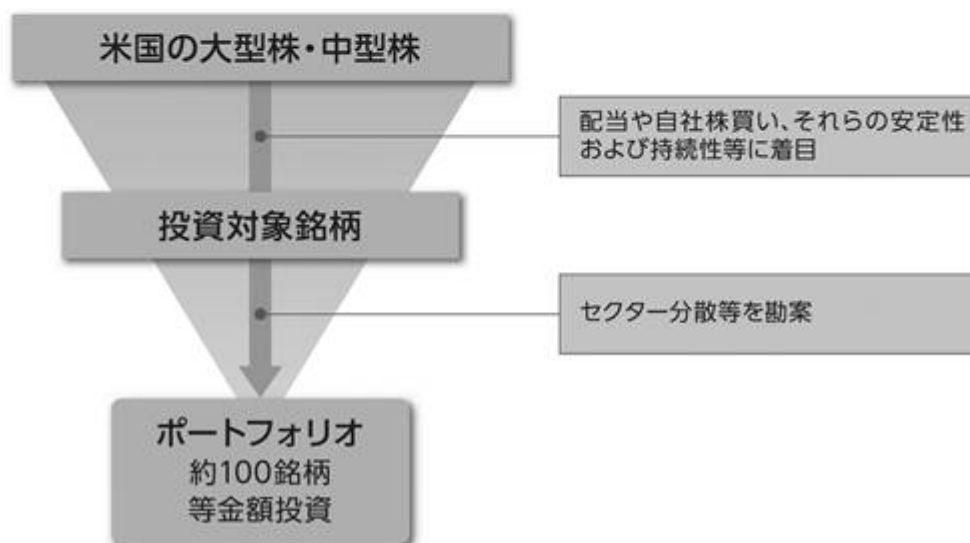 米国の大型株・中型株
配当や自社株買い、それらの安定性
および持続性等に着目
投資対象銘柄
セクター分散等を勘案
ポートフォリオ
約100銘柄
等金額投資